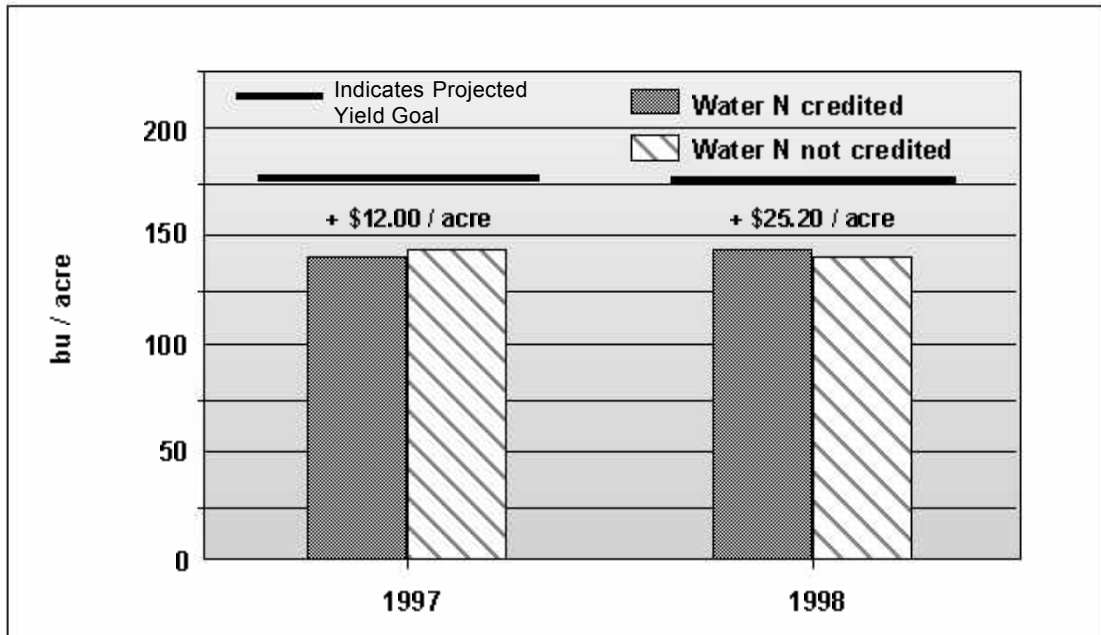 Indicates Projected
Yield Goal
Water N credited
Water N not credited
+ $12.00 / acre
+ $25.20 / acre
bu / acre
200
150
100
50
0
1997
1998